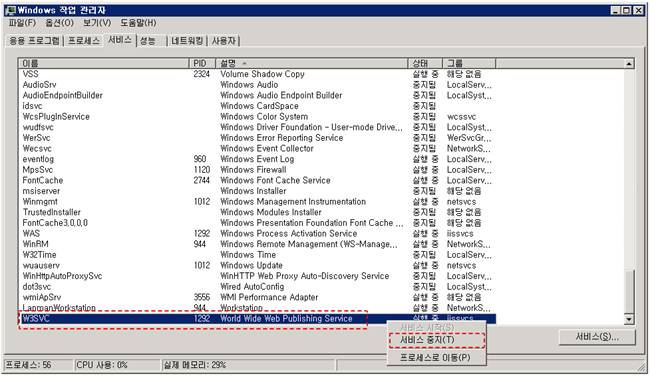 Windows 작업 관리자
파일(F) 옵션(O) 보기(V) 도움말(H)
응용 프로그램 프로세스 서비스 성능 네트워킹 사용자
이름 PID 설명 상태 그룹
VSS 2324 Volume Shadow Copy 실행 중 해당 없음
AudioSrv Windows Audio 중지됨 LocalServ...
AudioEndpointBuilder Windows Audio Endpoint Builder 중지됨 LocalSyst...
idsvc Windows CardSpace 중지됨
WcsPlugInService Windows Color System 중지됨 wcssvc
wudfsvc Windows Driver Foundation - User-mode Drive... 중지됨 LocalSyst...
WerSvc Windows Error Reporting Service 중지됨 WerSvcGr...
Wecsvc Windows Event Collector 중지됨 NetworkS...
eventlog 960 Windows Event Log 실행 중 LocalServ...
MpsSvc 1120 Windows Firewall 실행 중 LocalServ...
FontCache 2744 Windows Font Cache Service 실행 중 LocalServ...
msiserver Windows Installer 중지됨 해당 없음
Winmgmt 1012 Windows Management Instrumentation 실행 중 netsvcs
TrustedInstaller Windows Modules Installer 중지됨 해당 없음
FontCache3,0,0,0 Windows Presentation Foundation Font Cache ... 중지됨 해당 없음
WAS 1292 Windows Process Activation Service 실행 중 iissvcs
WinRM 944 Windows Remote Management (WS-Manage... 실행 중 NetworkS...
W32Time Windows Time 중지됨 LocalServ...
wuauserv 1012 Windows Update 실행 중 netsvcs
WinHttpAutoProxySvc WinHTTP Web Proxy Auto-Discovery Service 중지됨 LocalServ...
dot3svc Wired AutoConfig 중지됨 LocalSyst...
wmiApSrv 3556 WMI Performance Adapter 실행 중 해당 없음
LanmanWorkstation 944 Workstation 실행 중 NetworkS...
W3SVC 1292 World Wide Web Publishing Service 실행 중 iissvcs
서비스 시작(S)
서비스 중지(T)
프로세스로 이동(P)
서비스(S)...
프로세스: 56 CPU 사용: 0% 실제 메모리: 29%